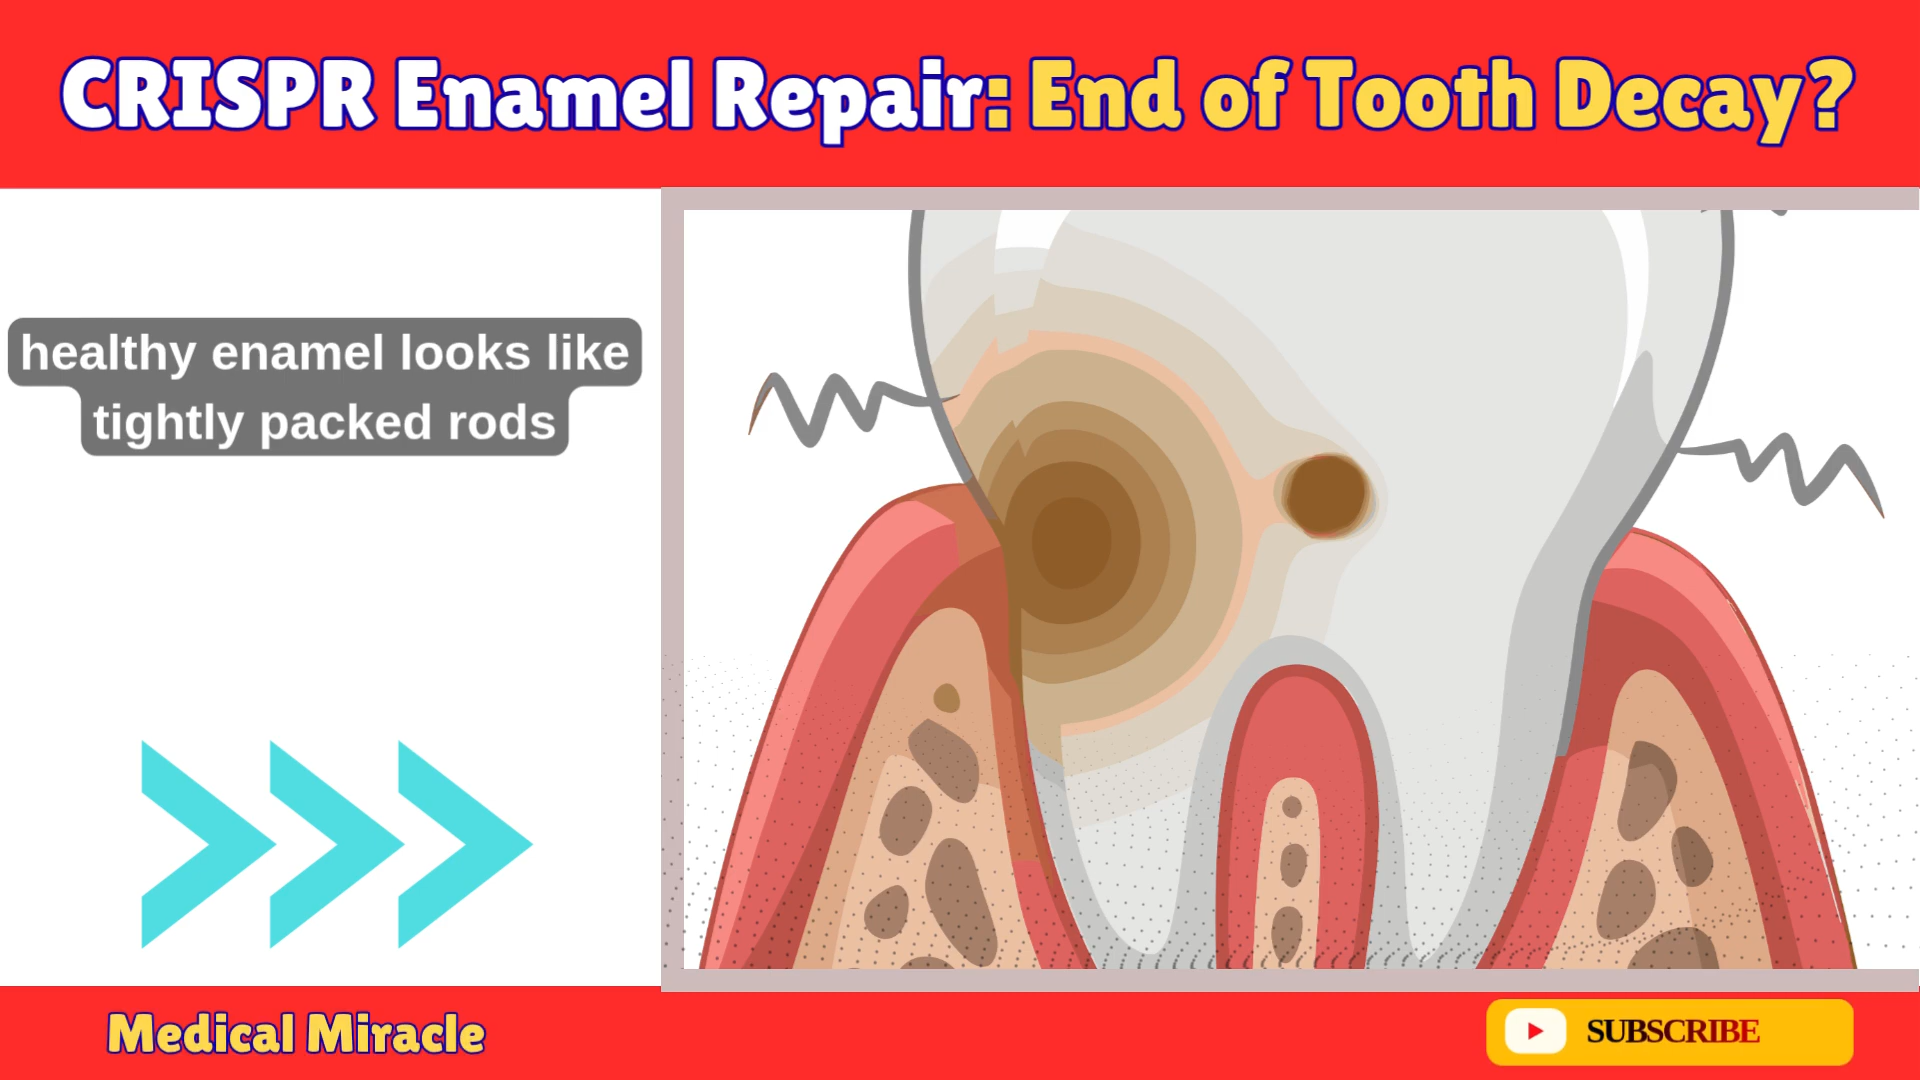 CRISPR Enamel Repair: End of Tooth Decay?
healthy enamel looks like
tightly packed rods
Medical Miracle
SUBSCRIBE